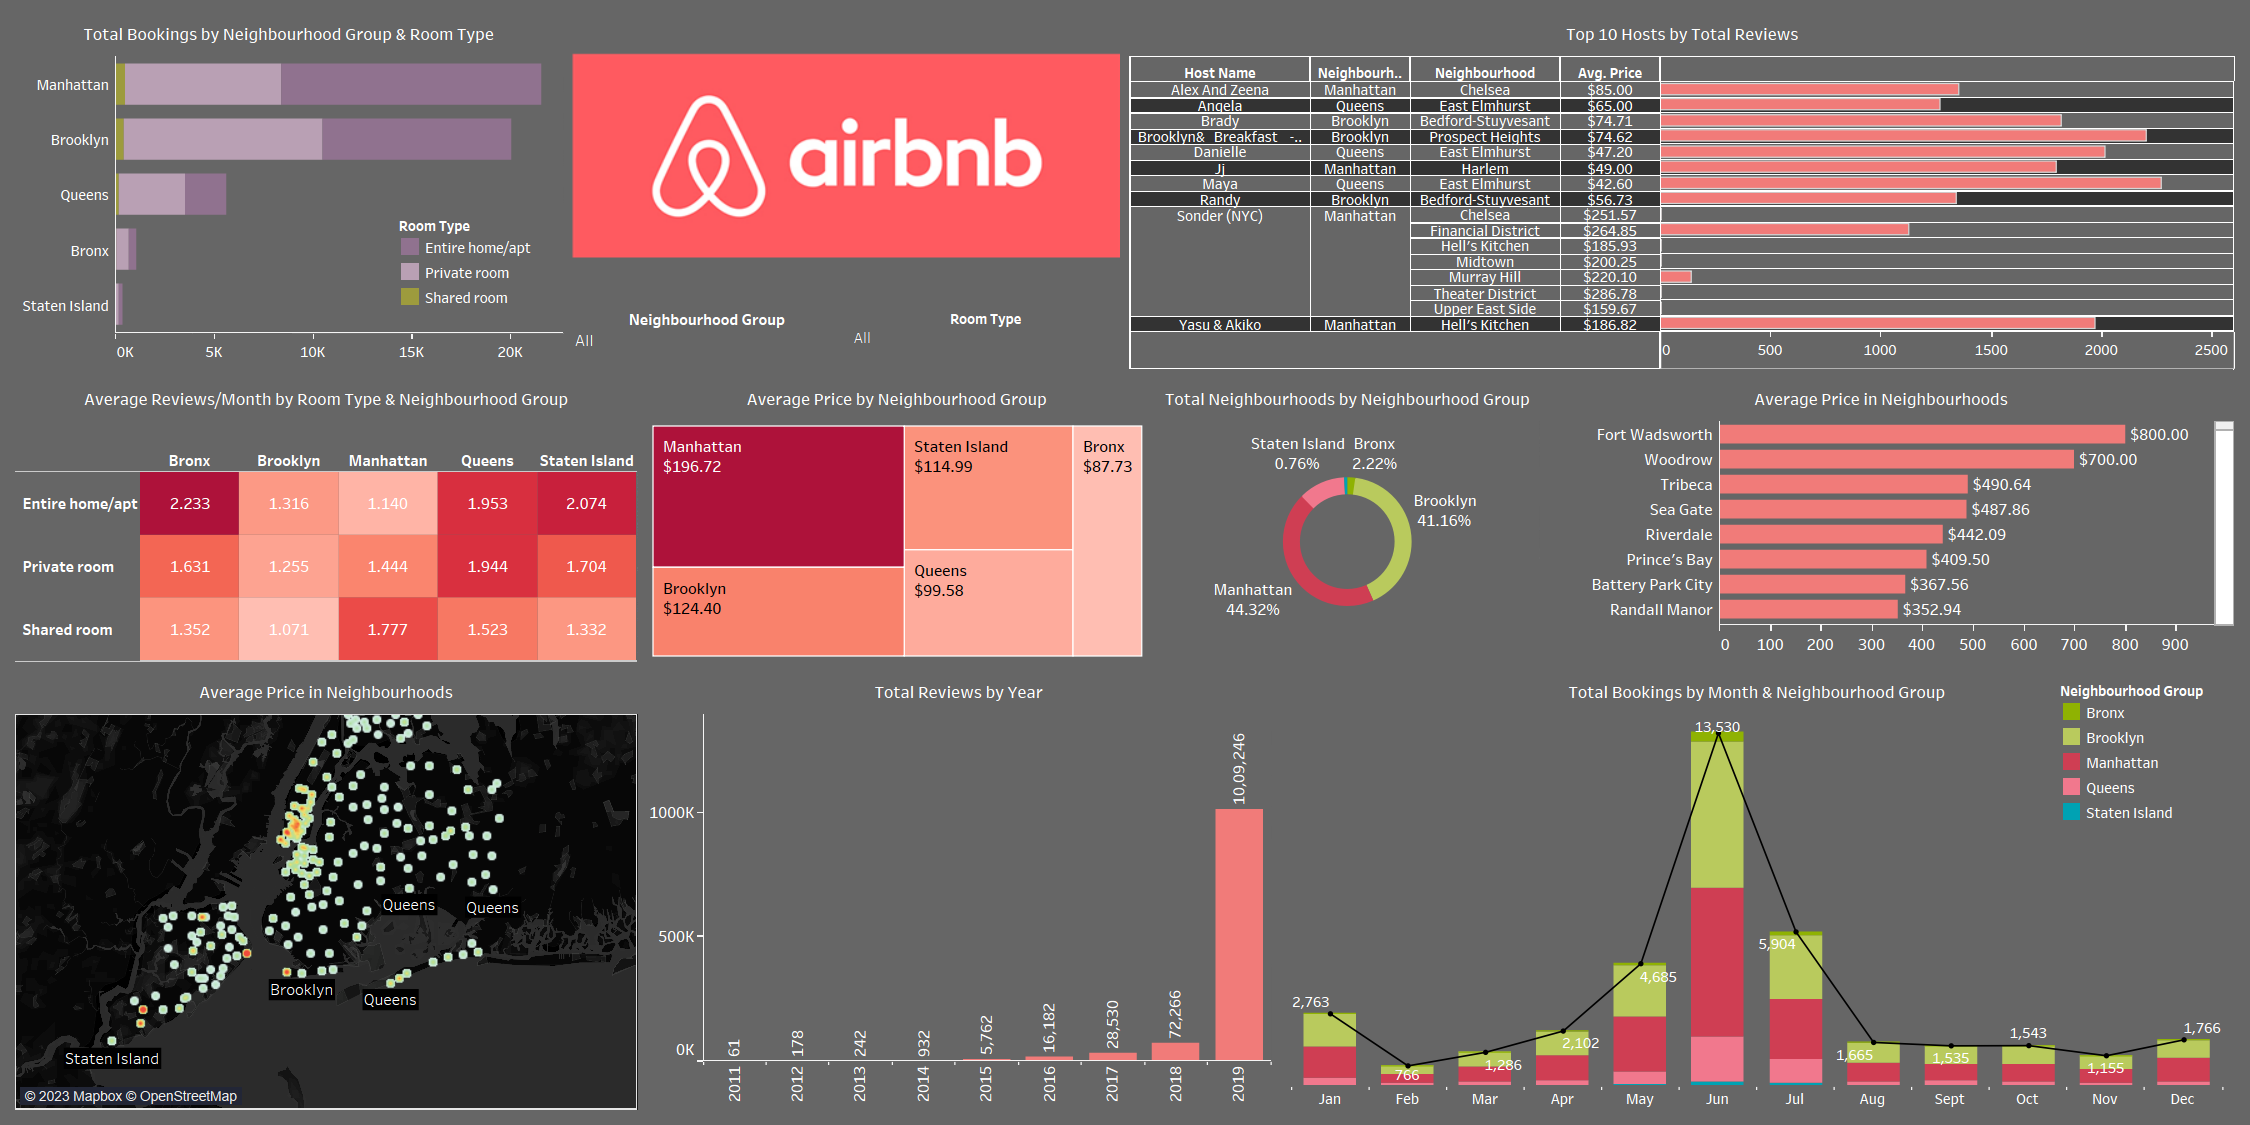 Total Bookings by Neighbourhood Group & Room Type
Manhattan
Brooklyn
Queens
Bronx
Staten Island
0K 5K 10K 15K 20K
Room Type
Entire home/apt
Private room
Shared room
airbnb
Neighbourhood Group
All
Room Type
All
Top 10 Hosts by Total Reviews
Host Name Neighbourh.. Neighbourhood Avg. Price
Alex And Zeena Manhattan Chelsea $85.00
Angela Queens East Elmhurst $65.00
Brady Brooklyn Bedford-Stuyvesant $74.71
Brooklyn& Breakfast -.. Brooklyn Prospect Heights $74.62
Danielle Queens East Elmhurst $47.20
Jj Manhattan Harlem $49.00
Maya Queens East Elmhurst $42.60
Randy Brooklyn Bedford-Stuyvesant $56.73
Sonder (NYC) Manhattan Chelsea $251.57
Financial District $264.85
Hell's Kitchen $185.93
Midtown $200.25
Murray Hill $220.10
Theater District $286.78
Upper East Side $159.67
Yasu & Akiko Manhattan Hell's Kitchen $186.82
0 500 1000 1500 2000 2500
Average Reviews/Month by Room Type & Neighbourhood Group
Bronx Brooklyn Manhattan Queens Staten Island
Entire home/apt 2.233 1.316 1.140 1.953 2.074
Private room 1.631 1.255 1.444 1.944 1.704
Shared room 1.352 1.071 1.777 1.523 1.332
Average Price by Neighbourhood Group
Manhattan
$196.72
Brooklyn
$124.40
Staten Island
$114.99
Queens
$99.58
Bronx
$87.73
Total Neighbourhoods by Neighbourhood Group
Staten Island
0.76%
Bronx
2.22%
Brooklyn
41.16%
Manhattan
44.32%
Average Price in Neighbourhoods
Fort Wadsworth $800.00
Woodrow $700.00
Tribeca $490.64
Sea Gate $487.86
Riverdale $442.09
Prince's Bay $409.50
Battery Park City $367.56
Randall Manor $352.94
0 100 200 300 400 500 600 700 800 900
Average Price in Neighbourhoods
Queens
Queens
Brooklyn
Queens
Staten Island
© 2023 Mapbox © OpenStreetMap
Total Reviews by Year
1000K
500K
0K
61
178
242
932
5,762
16,182
28,530
72,266
10,09,246
2011 2012 2013 2014 2015 2016 2017 2018 2019
Total Bookings by Month & Neighbourhood Group
2,763
766
1,286
2,102
4,685
13,530
5,904
1,665
1,535
1,543
1,155
1,766
Jan Feb Mar Apr May Jun Jul Aug Sept Oct Nov Dec
Neighbourhood Group
Bronx
Brooklyn
Manhattan
Queens
Staten Island